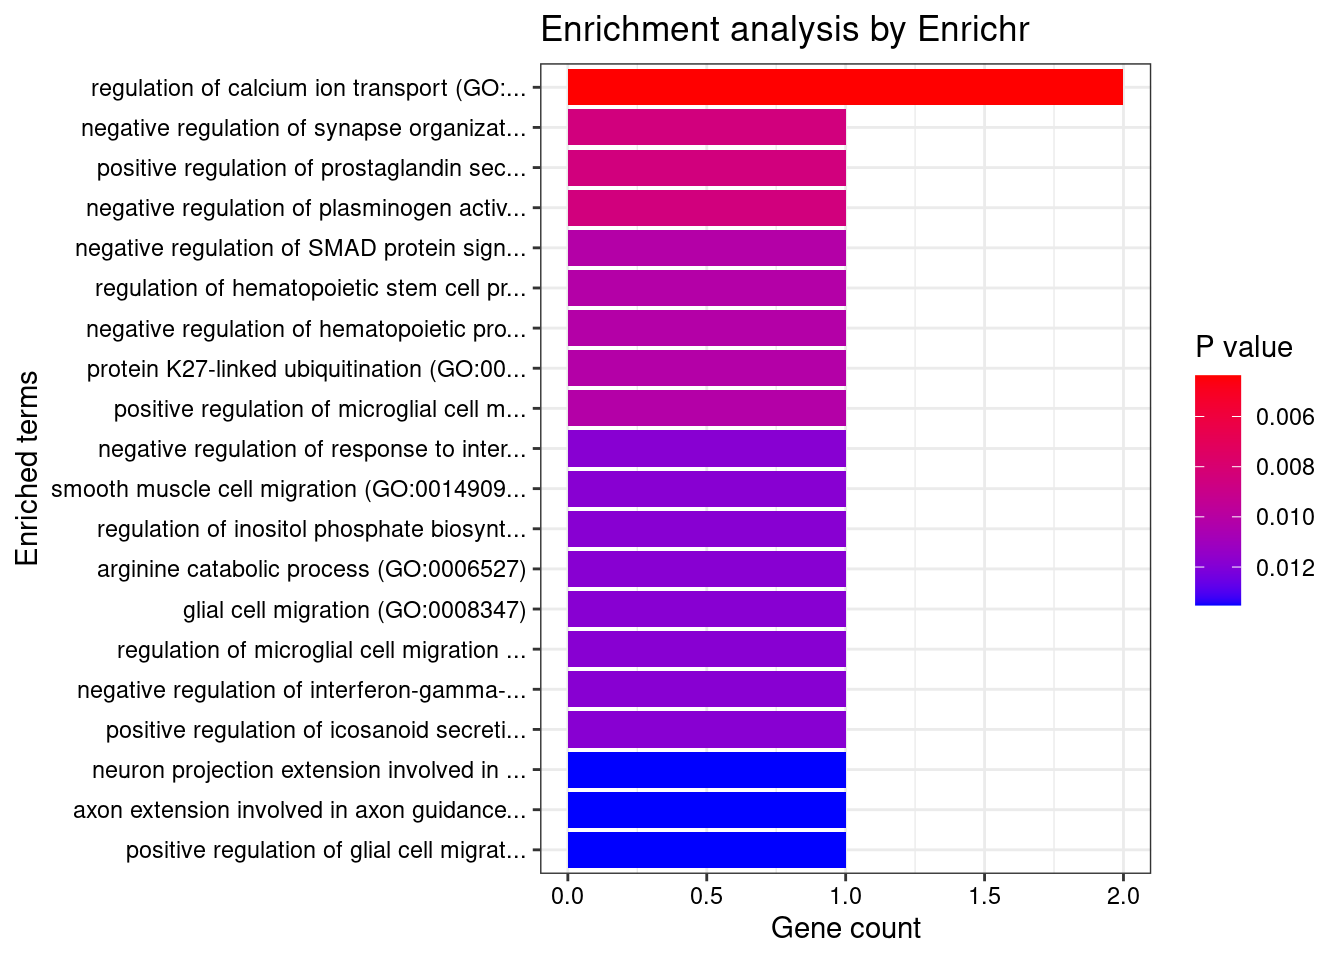 Enrichment analysis by Enrichr
regulation of calcium ion transport (GO:...
negative regulation of synapse organizat...
positive regulation of prostaglandin sec...
negative regulation of plasminogen activ...
negative regulation of SMAD protein sign...
regulation of hematopoietic stem cell pr...
negative regulation of hematopoietic pro...
protein K27-linked ubiquitination (GO:00...
positive regulation of microglial cell m...
negative regulation of response to inter...
smooth muscle cell migration (GO:0014909...
regulation of inositol phosphate biosynt...
arginine catabolic process (GO:0006527)
glial cell migration (GO:0008347)
regulation of microglial cell migration ...
negative regulation of interferon-gamma-...
positive regulation of icosanoid secreti...
neuron projection extension involved in ...
axon extension involved in axon guidance...
positive regulation of glial cell migrat...
Enriched terms
0.0 0.5 1.0 1.5 2.0
Gene count
P value
0.006
0.008
0.010
0.012